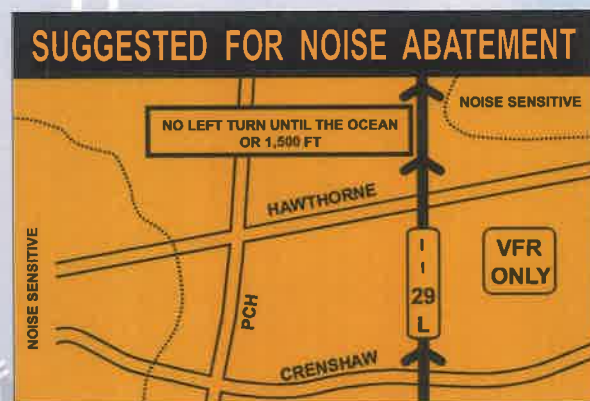 SUGGESTED FOR NOISE ABATEMENT
NOISE SENSITIVE
NO LEFT TURN UNTIL THE OCEAN
OR 1,500 FT
HAWTHORNE
NOISE SENSITIVE
VFR
ONLY
29
L
PCH
CRENSHAW